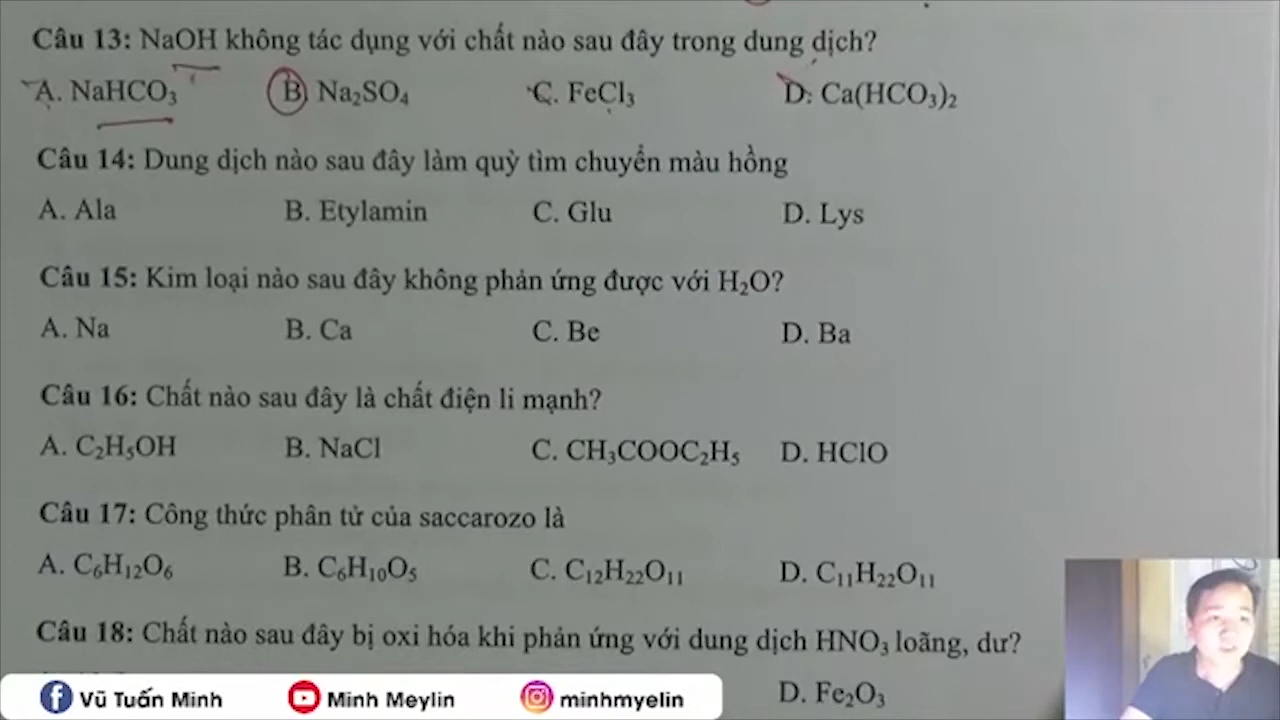 Câu 13: NaOH không tác dụng với chất nào sau đây trong dung dịch?
A. NaHCO₃ B. Na₂SO₄ C. FeCl₃ D. Ca(HCO₃)₂
Câu 14: Dung dịch nào sau đây làm quỳ tìm chuyển màu hồng
A. Ala B. Etylamin C. Glu D. Lys
Câu 15: Kim loại nào sau đây không phản ứng được với H₂O?
A. Na B. Ca C. Be D. Ba
Câu 16: Chất nào sau đây là chất điện li mạnh?
A. C₂H₅OH B. NaCl C. CH₃COOC₂H₅ D. HClO
Câu 17: Công thức phân tử của saccarozo là
A. C₆H₁₂O₆ B. C₆H₁₀O₅ C. C₁₂H₂₂O₁₁ D. C₁₁H₂₂O₁₁
Câu 18: Chất nào sau đây bị oxi hóa khi phản ứng với dung dịch HNO₃ loãng, dư?
D. Fe₂O₃
Vũ Tuấn Minh Minh Meylin minhmyelin